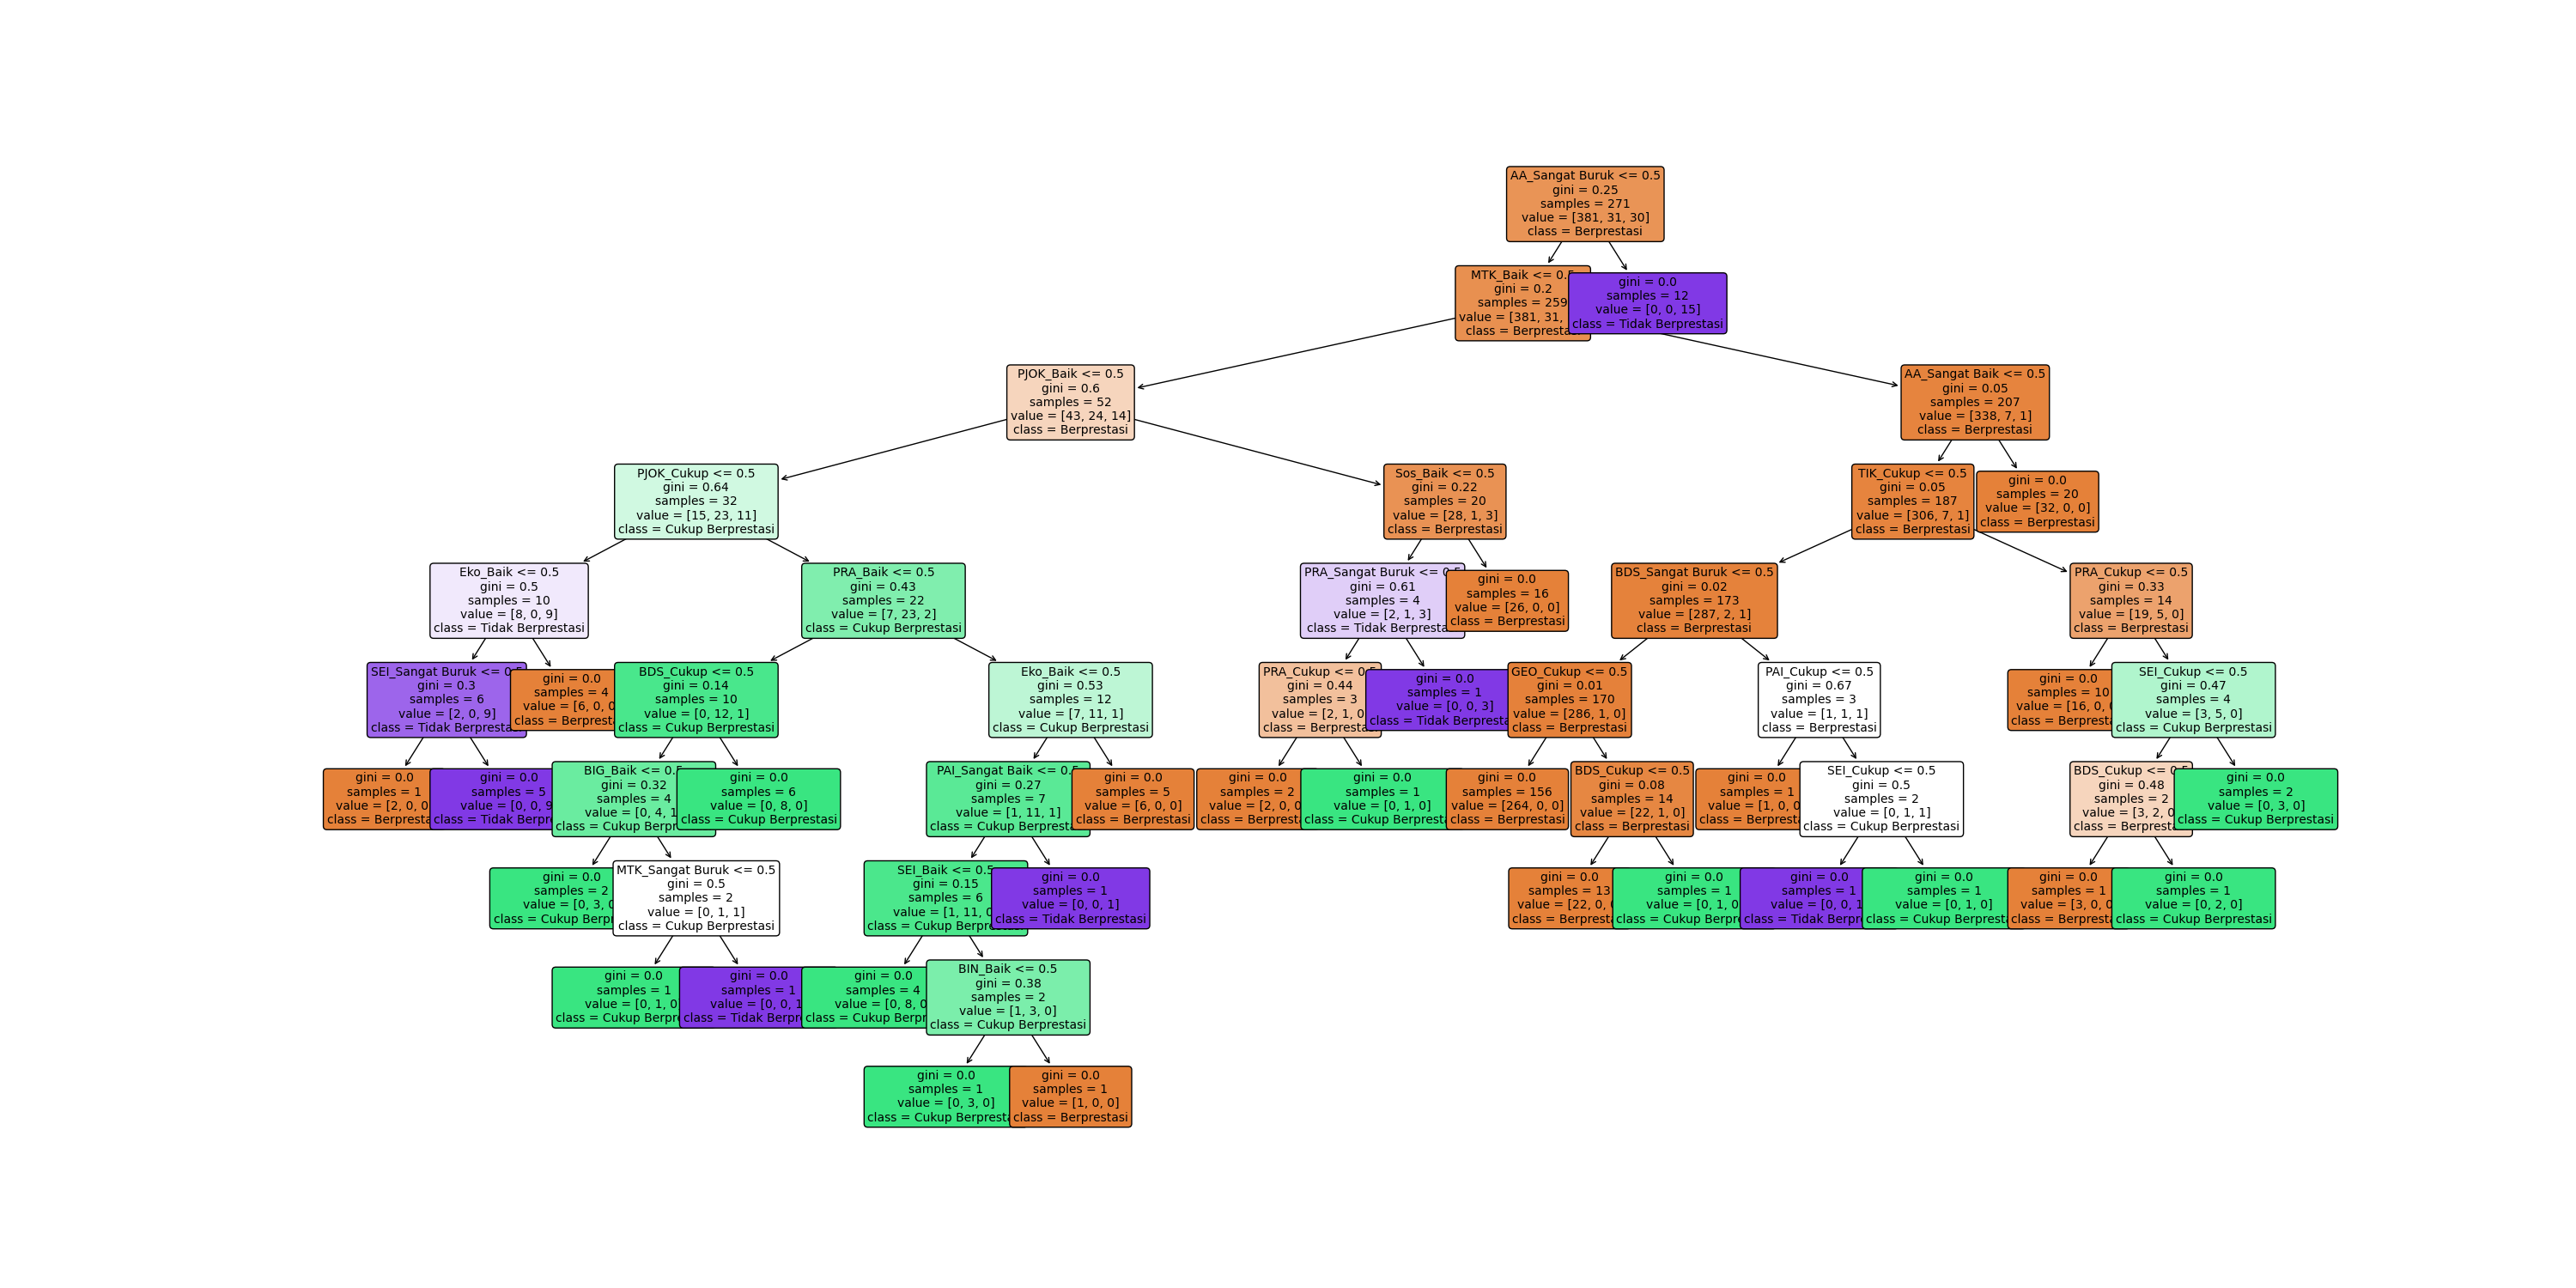 AA_Sangat Buruk <= 0.5
gini = 0.25
samples = 271
value = [381, 31, 30]
class = Berprestasi
MTK_Baik <= 0.
gini = 0.2
samples = 259
value = [381, 31,
class = Berpresta
gini = 0.0
samples = 12
value = [0, 0, 15]
class = Tidak Berprestasi
PJOK_Baik <= 0.5
gini = 0.6
samples = 52
value = [43, 24, 14]
class = Berprestasi
AA_Sangat Baik <= 0.5
gini = 0.05
samples = 207
value = [338, 7, 1]
class = Berprestasi
PJOK_Cukup <= 0.5
gini = 0.64
samples = 32
value = [15, 23, 11]
class = Cukup Berprestasi
Sos_Baik <= 0.5
gini = 0.22
samples = 20
value = [28, 1, 3]
class = Berprestasi
TIK_Cukup <= 0.5
gini = 0.05
samples = 187
value = [306, 7, 1]
class = Berprestasi
gini = 0.0
samples = 20
value = [32, 0, 0]
class = Berprestasi
Eko_Baik <= 0.5
gini = 0.5
samples = 10
value = [8, 0, 9]
class = Tidak Berprestasi
PRA_Baik <= 0.5
gini = 0.43
samples = 22
value = [7, 23, 2]
class = Cukup Berprestasi
PRA_Sangat Buruk <= 0.5
gini = 0.61
samples = 4
value = [2, 1, 3]
class = Tidak Berpresta
gini = 0.0
samples = 16
value = [26, 0, 0]
class = Berprestasi
BDS_Sangat Buruk <= 0.5
gini = 0.02
samples = 173
value = [287, 2, 1]
class = Berprestasi
PRA_Cukup <= 0.5
gini = 0.33
samples = 14
value = [19, 5, 0]
class = Berprestasi
SEI_Sangat Buruk <= 0.5
gini = 0.3
samples = 6
value = [2, 0, 9]
class = Tidak Berpresta
gini = 0.0
samples = 4
value = [6, 0, 0
class = Berpresta
BDS_Cukup <= 0.5
gini = 0.14
samples = 10
value = [0, 12, 1]
class = Cukup Berprestasi
Eko_Baik <= 0.5
gini = 0.53
samples = 12
value = [7, 11, 1]
class = Cukup Berprestasi
PRA_Cukup <= 0.5
gini = 0.44
samples = 3
value = [2, 1, 0
class = Berpresta
gini = 0.0
samples = 1
value = [0, 0, 3]
class = Tidak Berpresta
GEO_Cukup <= 0.5
gini = 0.01
samples = 170
value = [286, 1, 0]
class = Berprestasi
PAI_Cukup <= 0.5
gini = 0.67
samples = 3
value = [1, 1, 1]
class = Berprestasi
gini = 0.0
samples = 10
value = [16, 0,
class = Berpresta
SEI_Cukup <= 0.5
gini = 0.47
samples = 4
value = [3, 5, 0]
class = Cukup Berprestasi
gini = 0.0
samples = 1
value = [2, 0, 0
class = Berpresta
gini = 0.0
samples = 5
value = [0, 0, 9
class = Tidak Berpr
BIG_Baik <= 0.5
gini = 0.32
samples = 4
value = [0, 4, 1
class = Cukup Berpr
gini = 0.0
samples = 6
value = [0, 8, 0]
class = Cukup Berprestasi
PAI_Sangat Baik <= 0.5
gini = 0.27
samples = 7
value = [1, 11, 1]
class = Cukup Berpresta
gini = 0.0
samples = 5
value = [6, 0, 0]
class = Berprestasi
gini = 0.0
samples = 2
value = [2, 0, 0
class = Berpresta
gini = 0.0
samples = 1
value = [0, 1, 0]
class = Cukup Berpresta
gini = 0.0
samples = 156
value = [264, 0, 0]
class = Berprestasi
BDS_Cukup <= 0.5
gini = 0.08
samples = 14
value = [22, 1, 0]
class = Berprestasi
gini = 0.0
samples = 1
value = [1, 0, 0
class = Berpresta
SEI_Cukup <= 0.5
gini = 0.5
samples = 2
value = [0, 1, 1]
class = Cukup Berprestasi
BDS_Cukup <= 0.5
gini = 0.48
samples = 2
value = [3, 2, 0
class = Berpresta
gini = 0.0
samples = 2
value = [0, 3, 0]
class = Cukup Berprestasi
gini = 0.0
samples = 2
value = [0, 3, 0
class = Cukup Berpr
MTK_Sangat Buruk <= 0.5
gini = 0.5
samples = 2
value = [0, 1, 1]
class = Cukup Berprestasi
SEI_Baik <= 0.5
gini = 0.15
samples = 6
value = [1, 11, 0
class = Cukup Berpresta
gini = 0.0
samples = 1
value = [0, 0, 1]
class = Tidak Berprestasi
gini = 0.0
samples = 13
value = [22, 0,
class = Berpresta
gini = 0.0
samples = 1
value = [0, 1, 0
class = Cukup Berpr
gini = 0.0
samples = 1
value = [0, 0, 1
class = Tidak Berpr
gini = 0.0
samples = 1
value = [0, 1, 0]
class = Cukup Berpresta
gini = 0.0
samples = 1
value = [3, 0, 0
class = Berpresta
gini = 0.0
samples = 1
value = [0, 2, 0]
class = Cukup Berprestasi
gini = 0.0
samples = 1
value = [0, 1, 0
class = Cukup Berpr
gini = 0.0
samples = 1
value = [0, 0, 1
class = Tidak Berpr
gini = 0.0
samples = 4
value = [0, 8, 0
class = Cukup Berpr
BIN_Baik <= 0.5
gini = 0.38
samples = 2
value = [1, 3, 0]
class = Cukup Berprestasi
gini = 0.0
samples = 1
value = [0, 3, 0]
class = Cukup Berpresta
gini = 0.0
samples = 1
value = [1, 0, 0]
class = Berprestasi